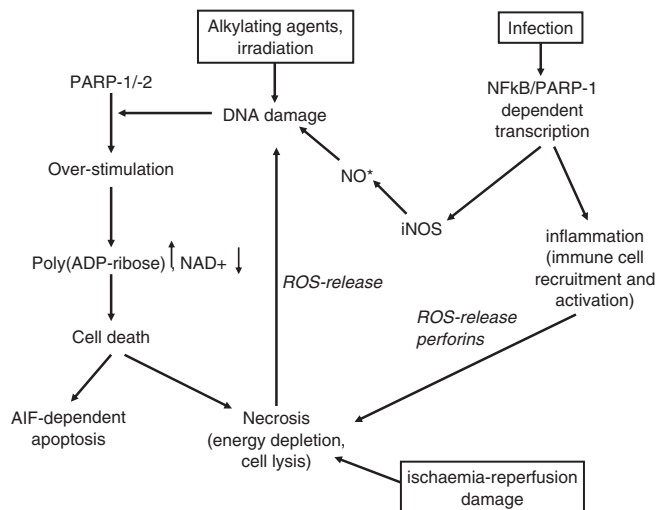 Alkylating agents,
irradiation
Infection
PARP-1/-2
DNA damage
NFkB/PARP-1
dependent
transcription
Over-stimulation
NO*
iNOS
Poly(ADP-ribose) , NAD+
ROS-release
inflammation
(immune cell
recruitment and
activation)
Cell death
ROS-release
perforins
AIF-dependent
apoptosis
Necrosis
(energy depletion,
cell lysis)
ischaemia-reperfusion
damage